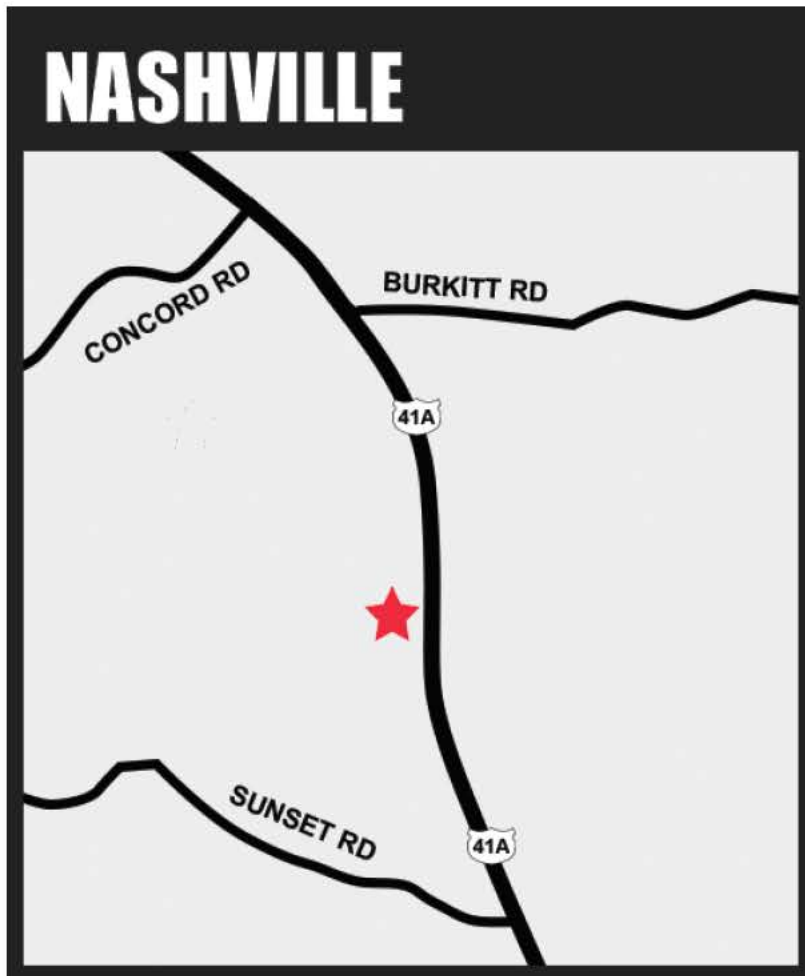 NASHVILLE
CONCORD RD
BURKITT RD
41A
SUNSET RD
41A